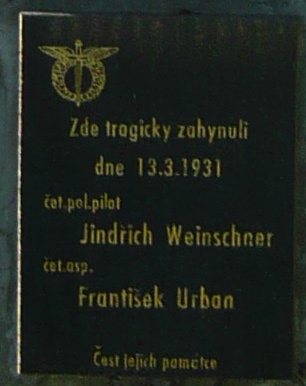 Zde tragicky zahynuli
dne 13.3.1931
čet.pol.pilot
Jindřich Weinschner
čet.asp.
František Urban
Čest jejich památce